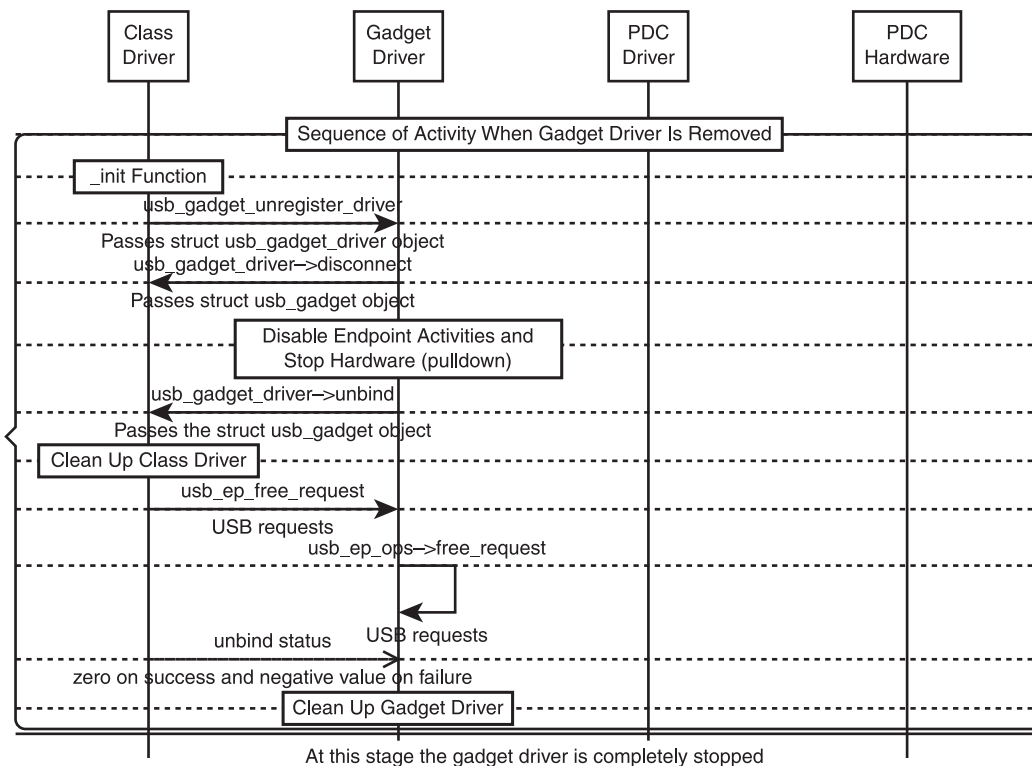 Class
Driver
Gadget
Driver
PDC
Driver
PDC
Hardware
Sequence of Activity When Gadget Driver Is Removed
_init Function
usb_gadget_unregister_driver
Passes struct usb_gadget_driver object
usb_gadget_driver—>disconnect
Passes struct usb_gadget object
Disable Endpoint Activities and
Stop Hardware (pulldown)
usb_gadget_driver—>unbind
Passes the struct usb_gadget object
Clean Up Class Driver
usb_ep_free_request
USB requests
usb_ep_ops—>free_request
USB requests
unbind status
zero on success and negative value on failure
Clean Up Gadget Driver
At this stage the gadget driver is completely stopped